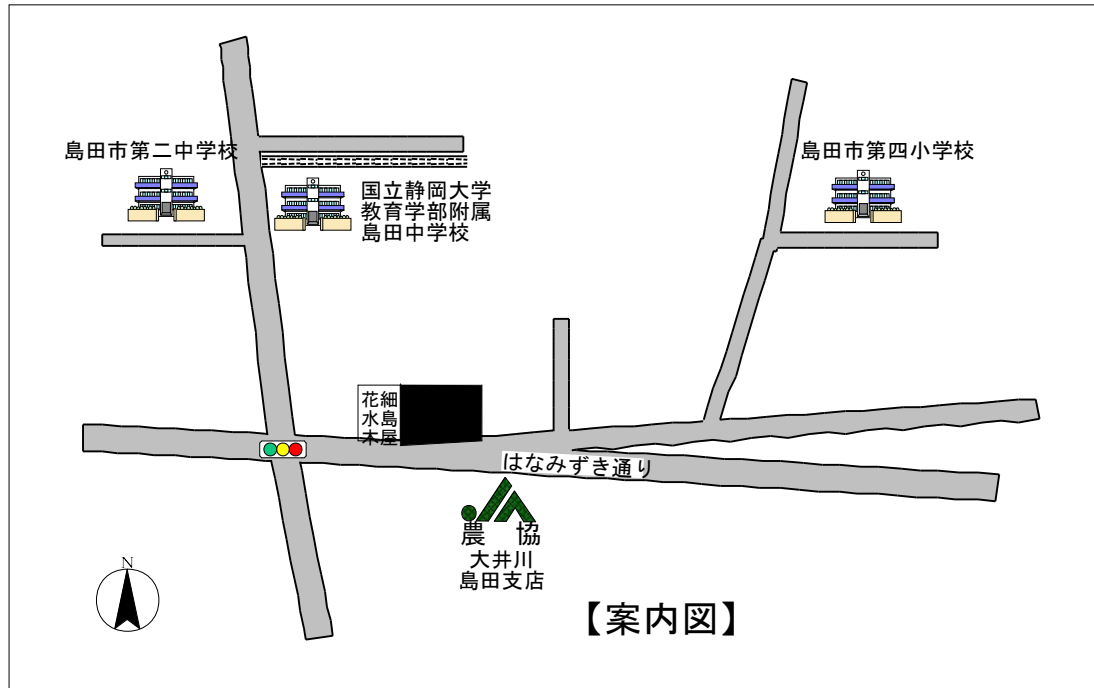 島田市第二中学校
国立静岡大学
教育学部附属
島田中学校
島田市第四小学校
細島屋
花水木
はなみずき通り
農 協
大井川
島田支店
N
【案内図】